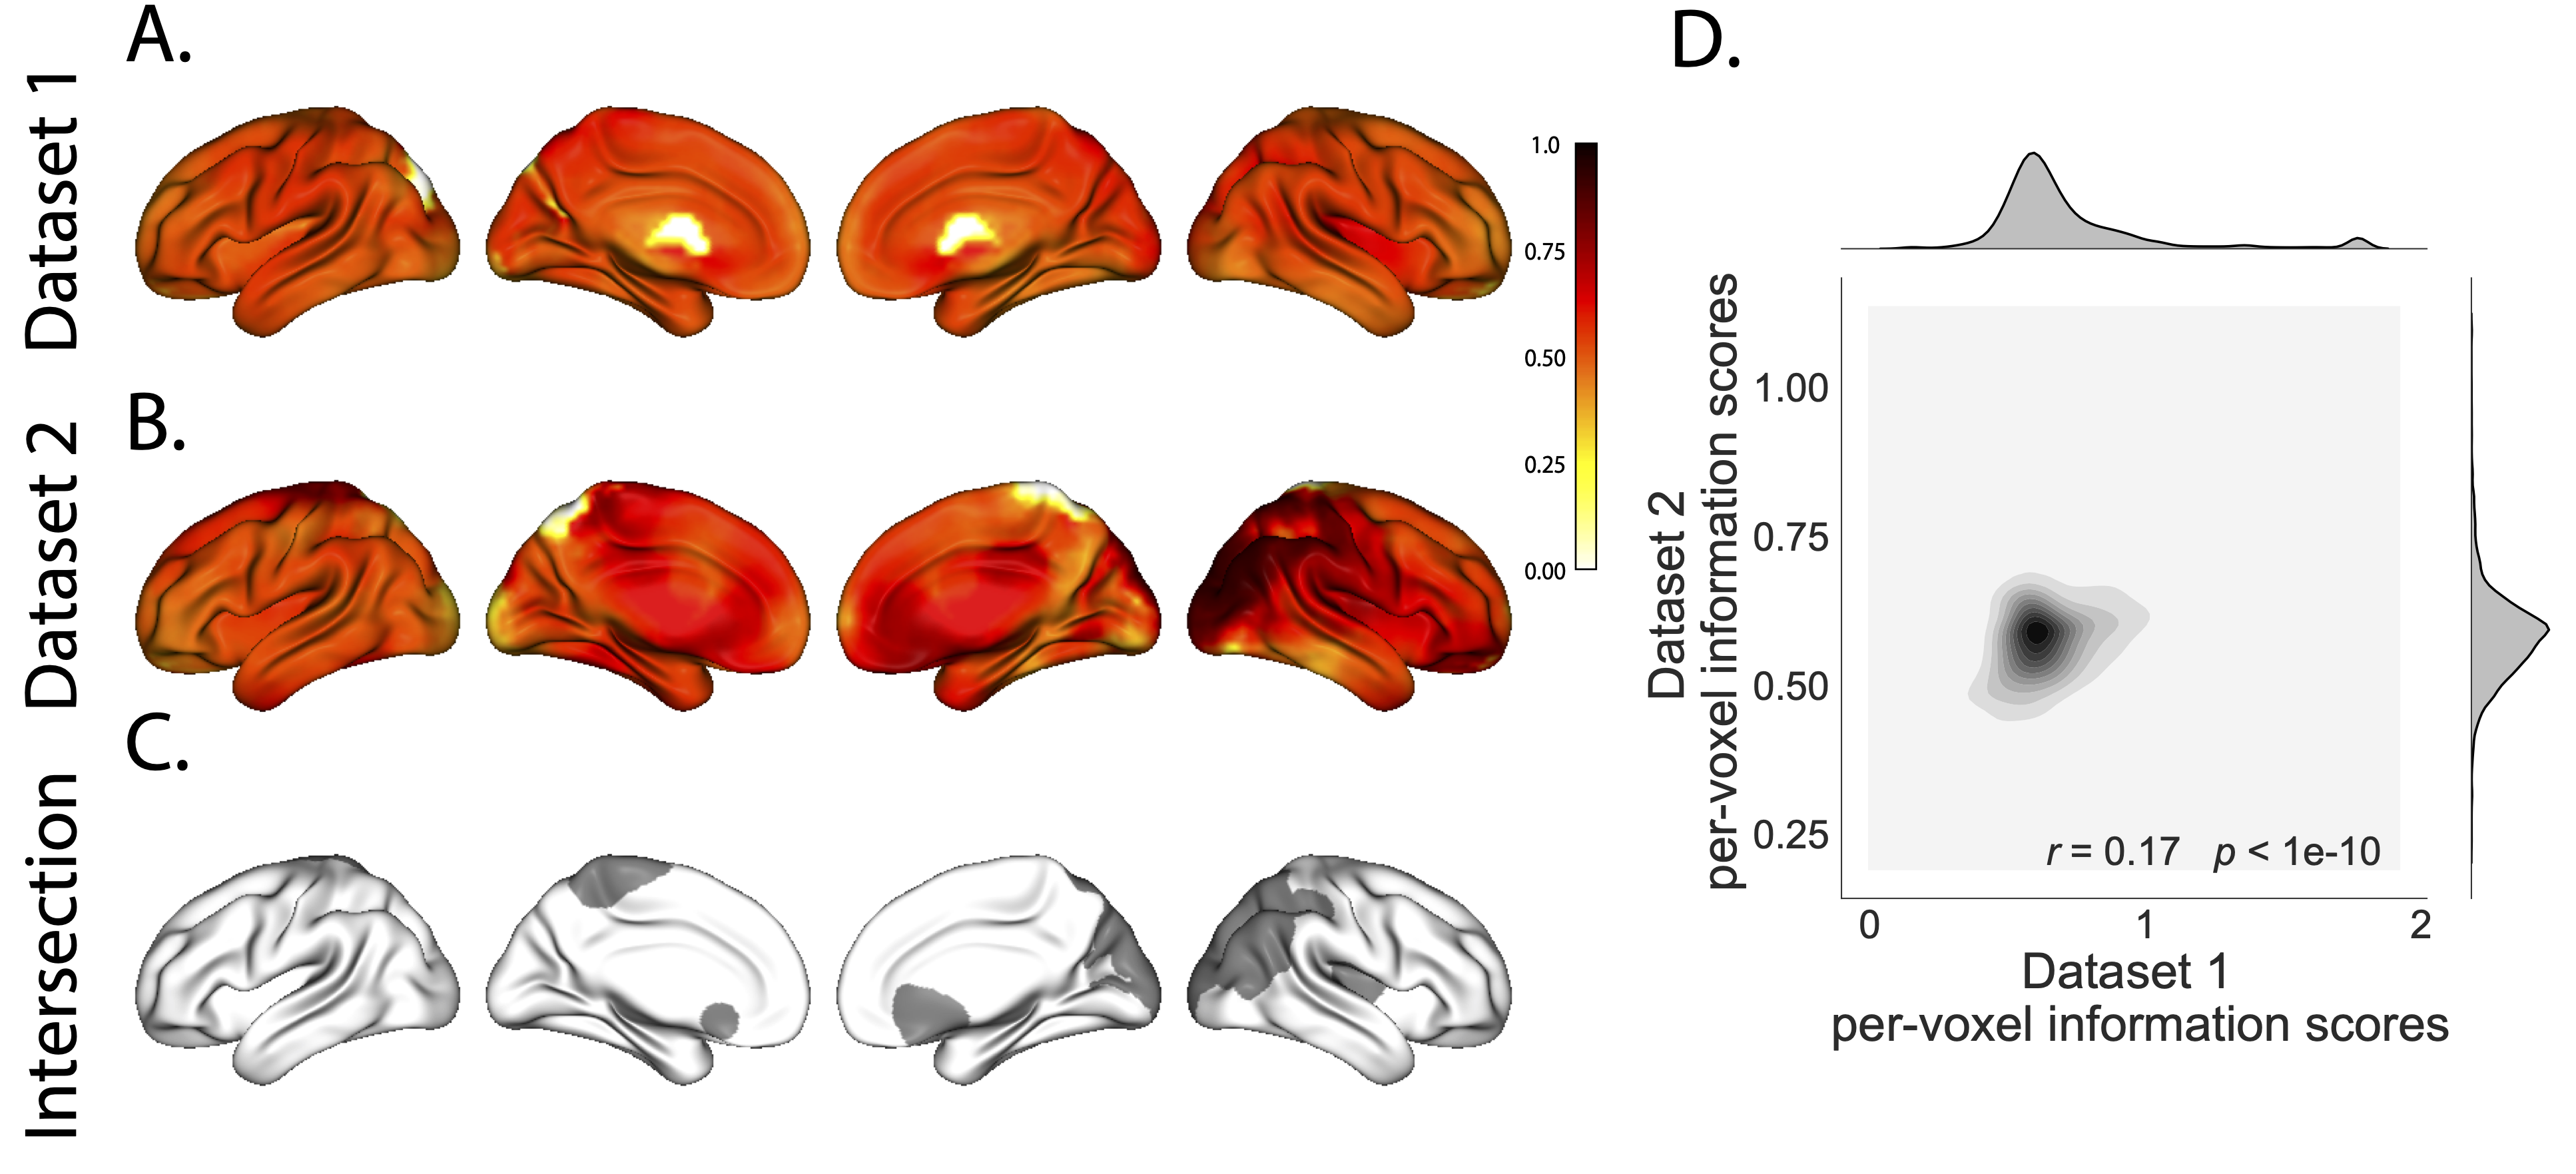 A.
Dataset 1
B.
Dataset 2
C.
Intersection
1.0
0.75
0.50
0.25
0.00
D.
Dataset 2
per-voxel information scores
1.00
0.75
0.50
0.25
r = 0.17 p < 1e-10
0 1 2
Dataset 1
per-voxel information scores